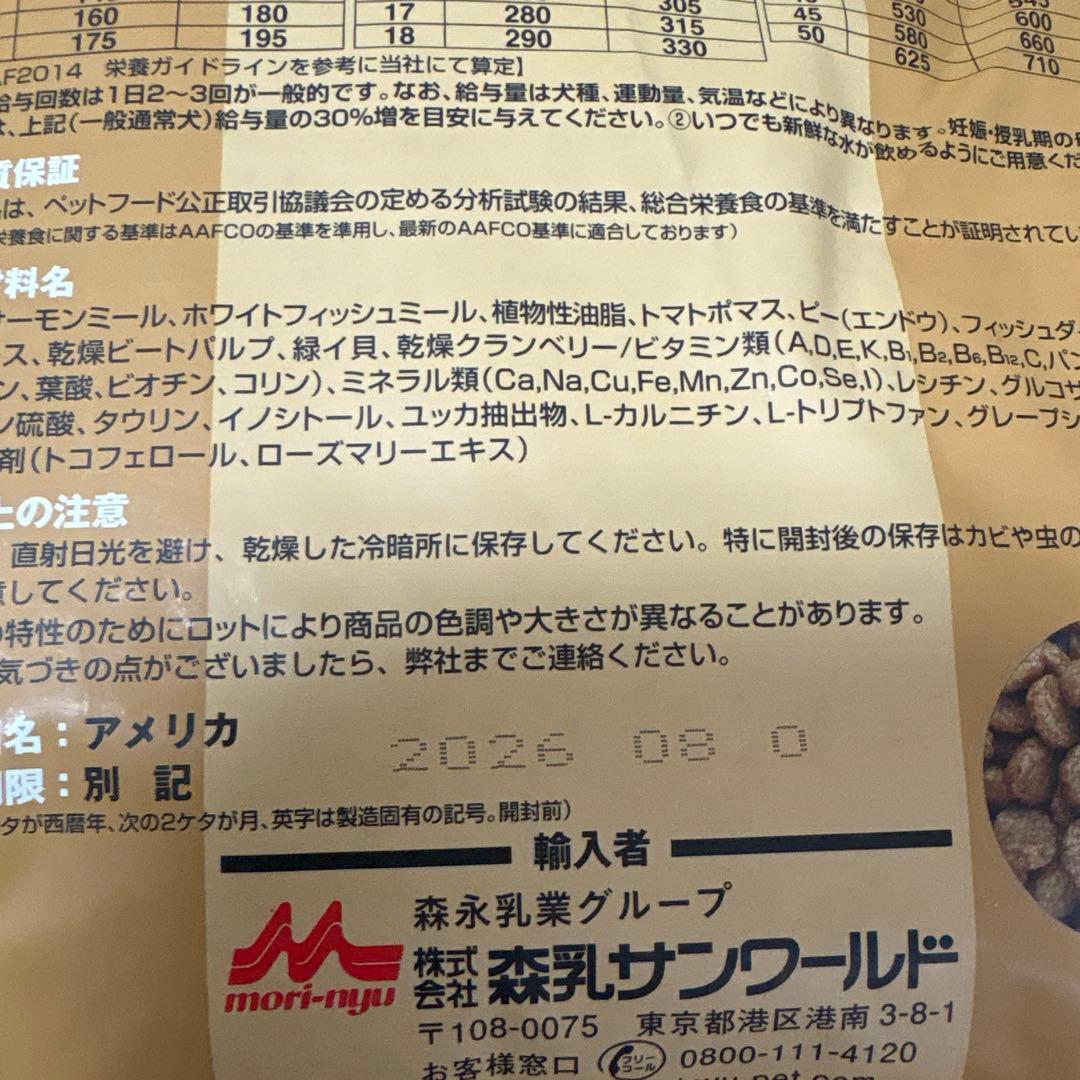 160 180 17 280 305 45 530 600
175 195 18 290 315 50 580 660
330 625 710
F2014 栄養ガイドラインを参考に当社にて算定】
給与回数は1日2〜3回が一般的です。なお、給与量は犬種、運動量、気温などにより異なります。妊娠・授乳期の
は、上記(一般通常犬)給与量の30%増を目安に与えてください。②いつでも新鮮な水が飲めるようにご用意くだ
質保証
は、ペットフード公正取引協議会の定める分析試験の結果、総合栄養食の基準を満たすことが証明されてい
栄養食に関する基準はAAFCOの基準を準用し、最新のAAFCO基準に適合しております)
材料名
サーモンミール、ホワイトフィッシュミール、植物性油脂、トマトポマス、ピー(エンドウ)、フィッシュダ
ス、乾燥ビートパルプ、緑イ貝、乾燥クランベリー/ビタミン類(A,D,E,K,B1,B2,B6,B12,C,パン
ン、葉酸、ビオチン、コリン)、ミネラル類(Ca,Na,Cu,Fe,Mn,Zn,Co,Se,I)、レシチン、グルコサ
ン硫酸、タウリン、イノシトール、ユッカ抽出物、L-カルニチン、L-トリプトファン、グレープシ
剤(トコフェロール、ローズマリーエキス)
上の注意
直射日光を避け、乾燥した冷暗所に保存してください。特に開封後の保存はカビや虫の
意してください。
の特性のためにロットにより商品の色調や大きさが異なることがあります。
気づきの点がございましたら、弊社までご連絡ください。
名：アメリカ
2026 08 0
期限：別 記
タが西暦年、次の2ケタが月、英字は製造固有の記号。開封前)
輸入者
森永乳業グループ
mori-nyu
株式会社 森乳サンワールド
〒108-0075 東京都港区港南 3-8-1
お客様窓口 フリーコール 0800-111-4120